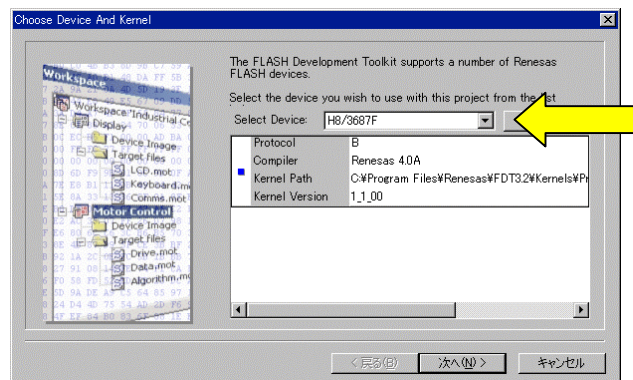 Choose Device And Kernel
The FLASH Development Toolkit supports a number of Renesas
FLASH devices.
Select the device you wish to use with this project from the list
Select Device: H8/3687F
Protocol B
Compiler Renesas 4.0A
Kernel Path C:¥Program Files¥Renesas¥FDT3.2¥Kernels¥Pr
Kernel Version 1_1_00
Workspace
Workspace "Industrial Co
Display
Device Image
Target files
LCD.mot
Keyboard.m
Comms.mot
Motor Control
Device Image
Target files
Drive.mot
Data.mot
Algorithm.m
< 戻る(B)
次へ(N) >
キャンセル